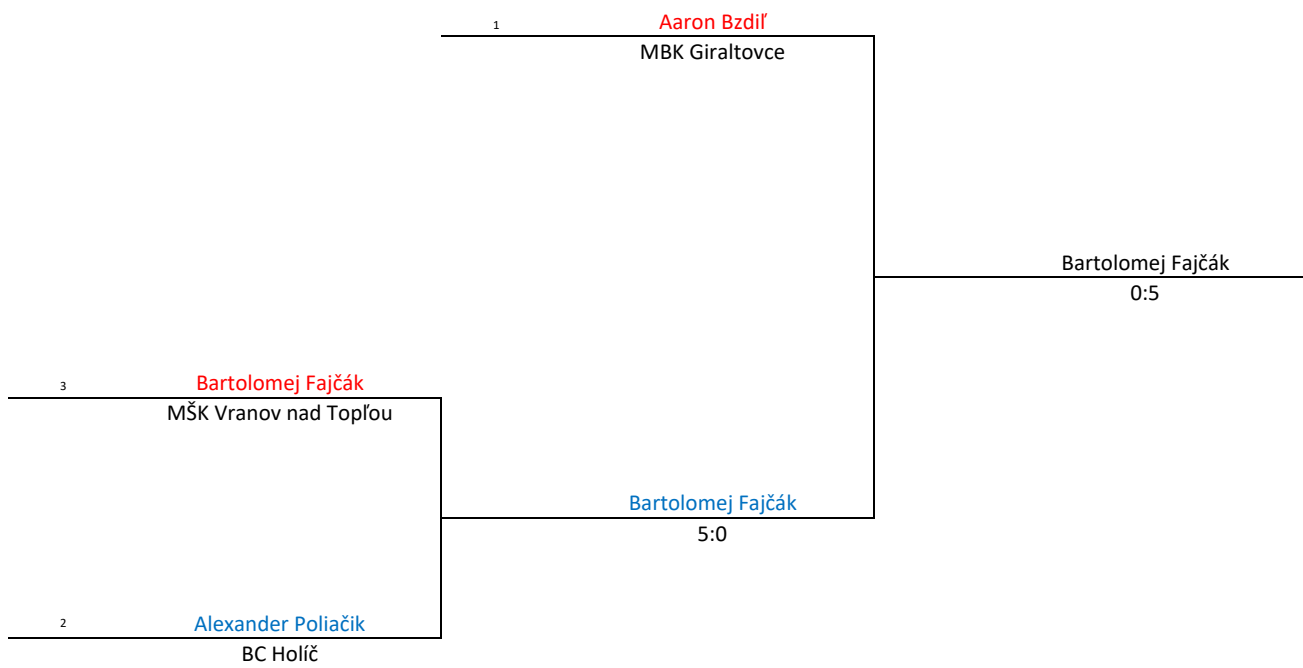 1
Aaron Bzdiľ
MBK Giraltovce
Bartolomej Fajčák
0:5
3
Bartolomej Fajčák
MŠK Vranov nad Topľou
Bartolomej Fajčák
5:0
2
Alexander Poliačik
BC Holíč